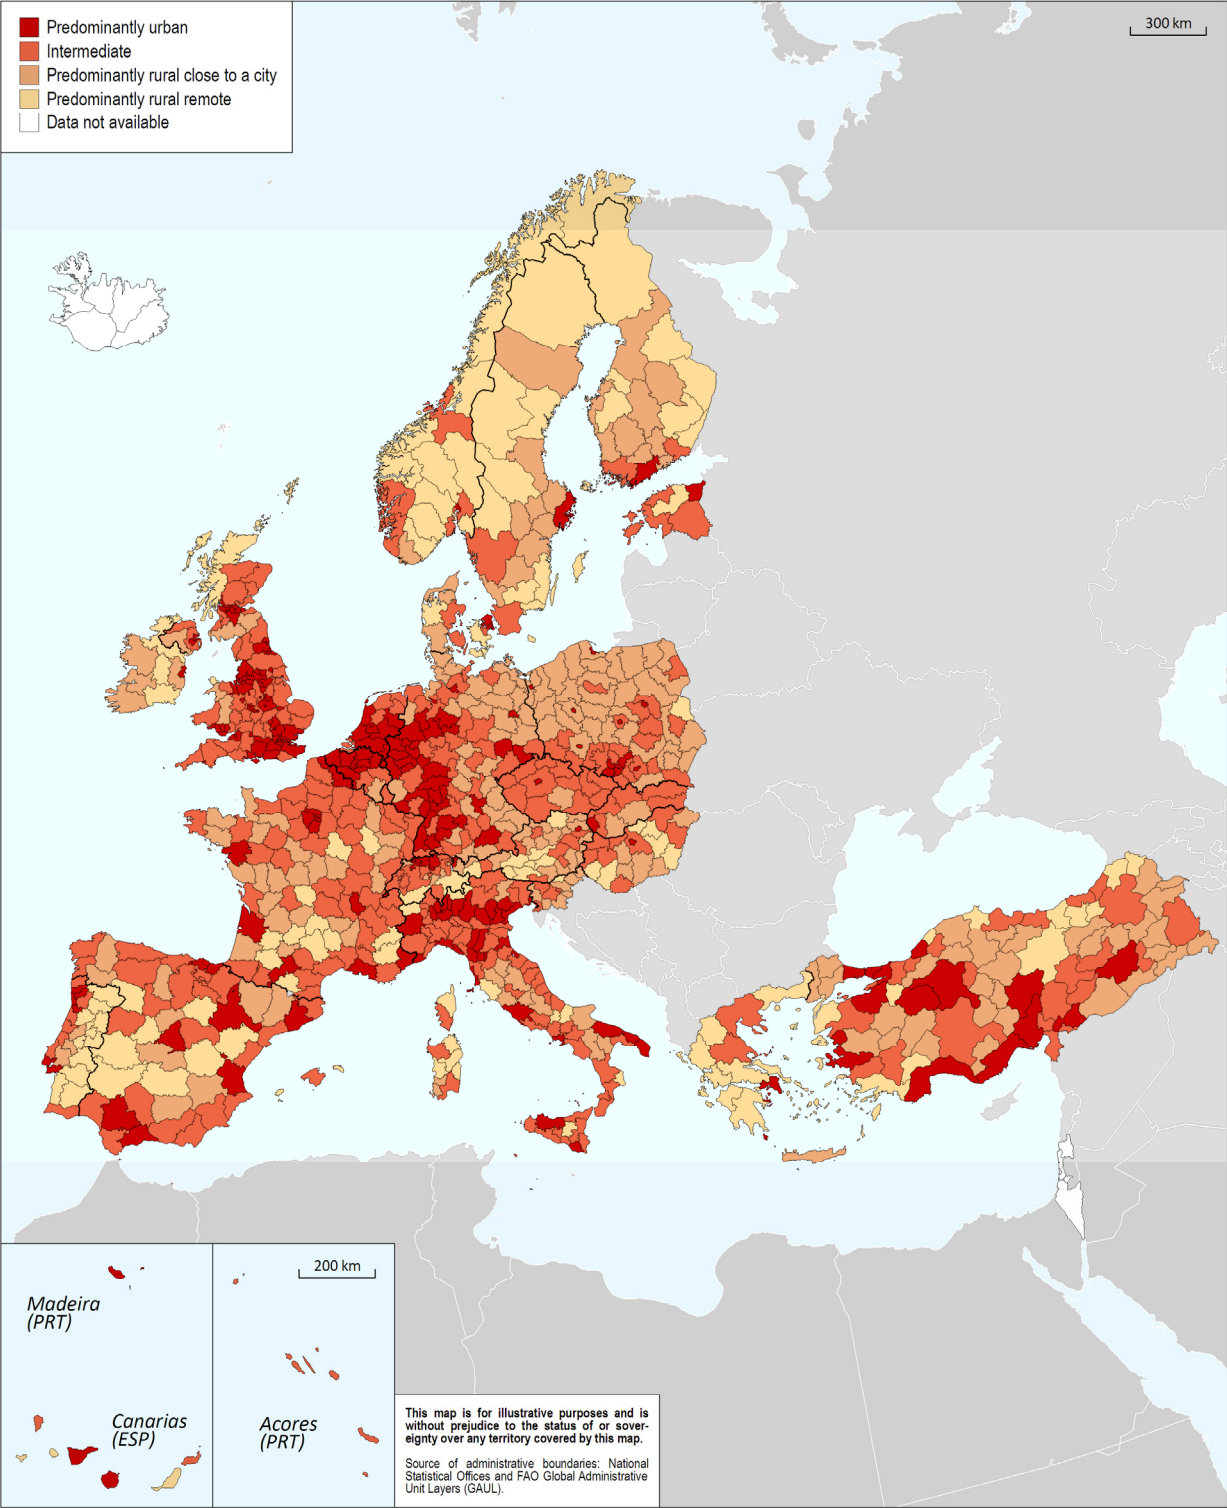 Predominantly urban
Intermediate
Predominantly rural close to a city
Predominantly rural remote
Data not available
300 km
200 km
Madeira
(PRT)
Canarias
(ESP)
Acores
(PRT)
This map is for illustrative purposes and is
without prejudice to the status of or sover-
eignty over any territory covered by this map.
Source of administrative boundaries: National
Statistical Offices and FAO Global Administrative
Unit Layers (GAUL).